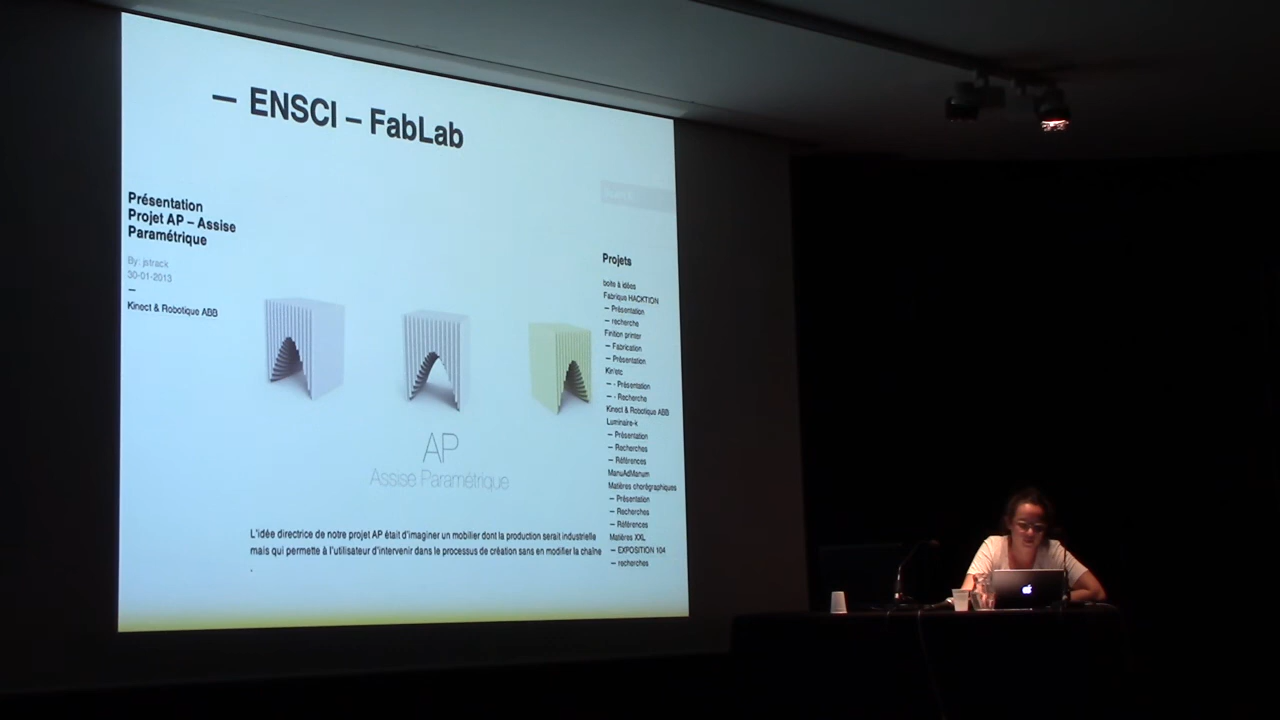 — ENSCI – FabLab
Présentation
Projet AP – Assise
Paramétrique
By: jstrack
30-01-2013
—
Kinect & Robotique ABB
AP
Assise Paramétrique
L'idée directrice de notre projet AP était d'imaginer un mobilier dont la production serait industrielle
mais qui permette à l'utilisateur d'intervenir dans le processus de création sans en modifier la chaîne
.
Projets
boite à idées
Fabrique HACKTION
— Présentation
— recherche
Finition printer
— Fabrication
— Présentation
Kin'etc
— - Présentation
— - Recherche
Kinect & Robotique ABB
Luminaire-k
— Présentation
— Recherches
— Références
ManuAdManum
Matières chorégraphiques
— Présentation
— Recherches
— Références
Matières XXL
— EXPOSITION 104
— recherches